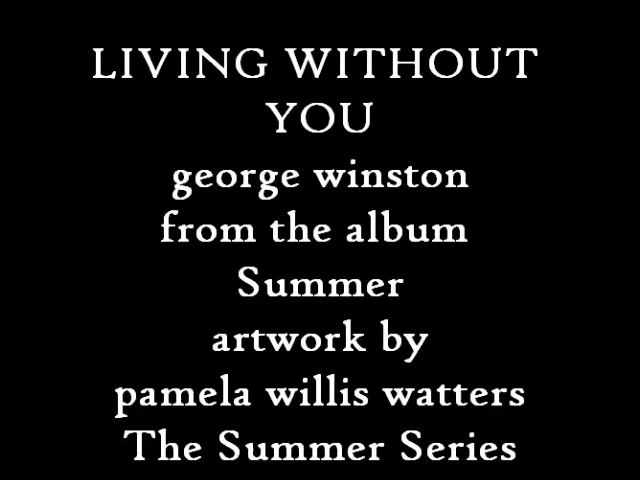 LIVING WITHOUT
YOU
george winston
from the album
Summer
artwork by
pamela willis watters
The Summer Series